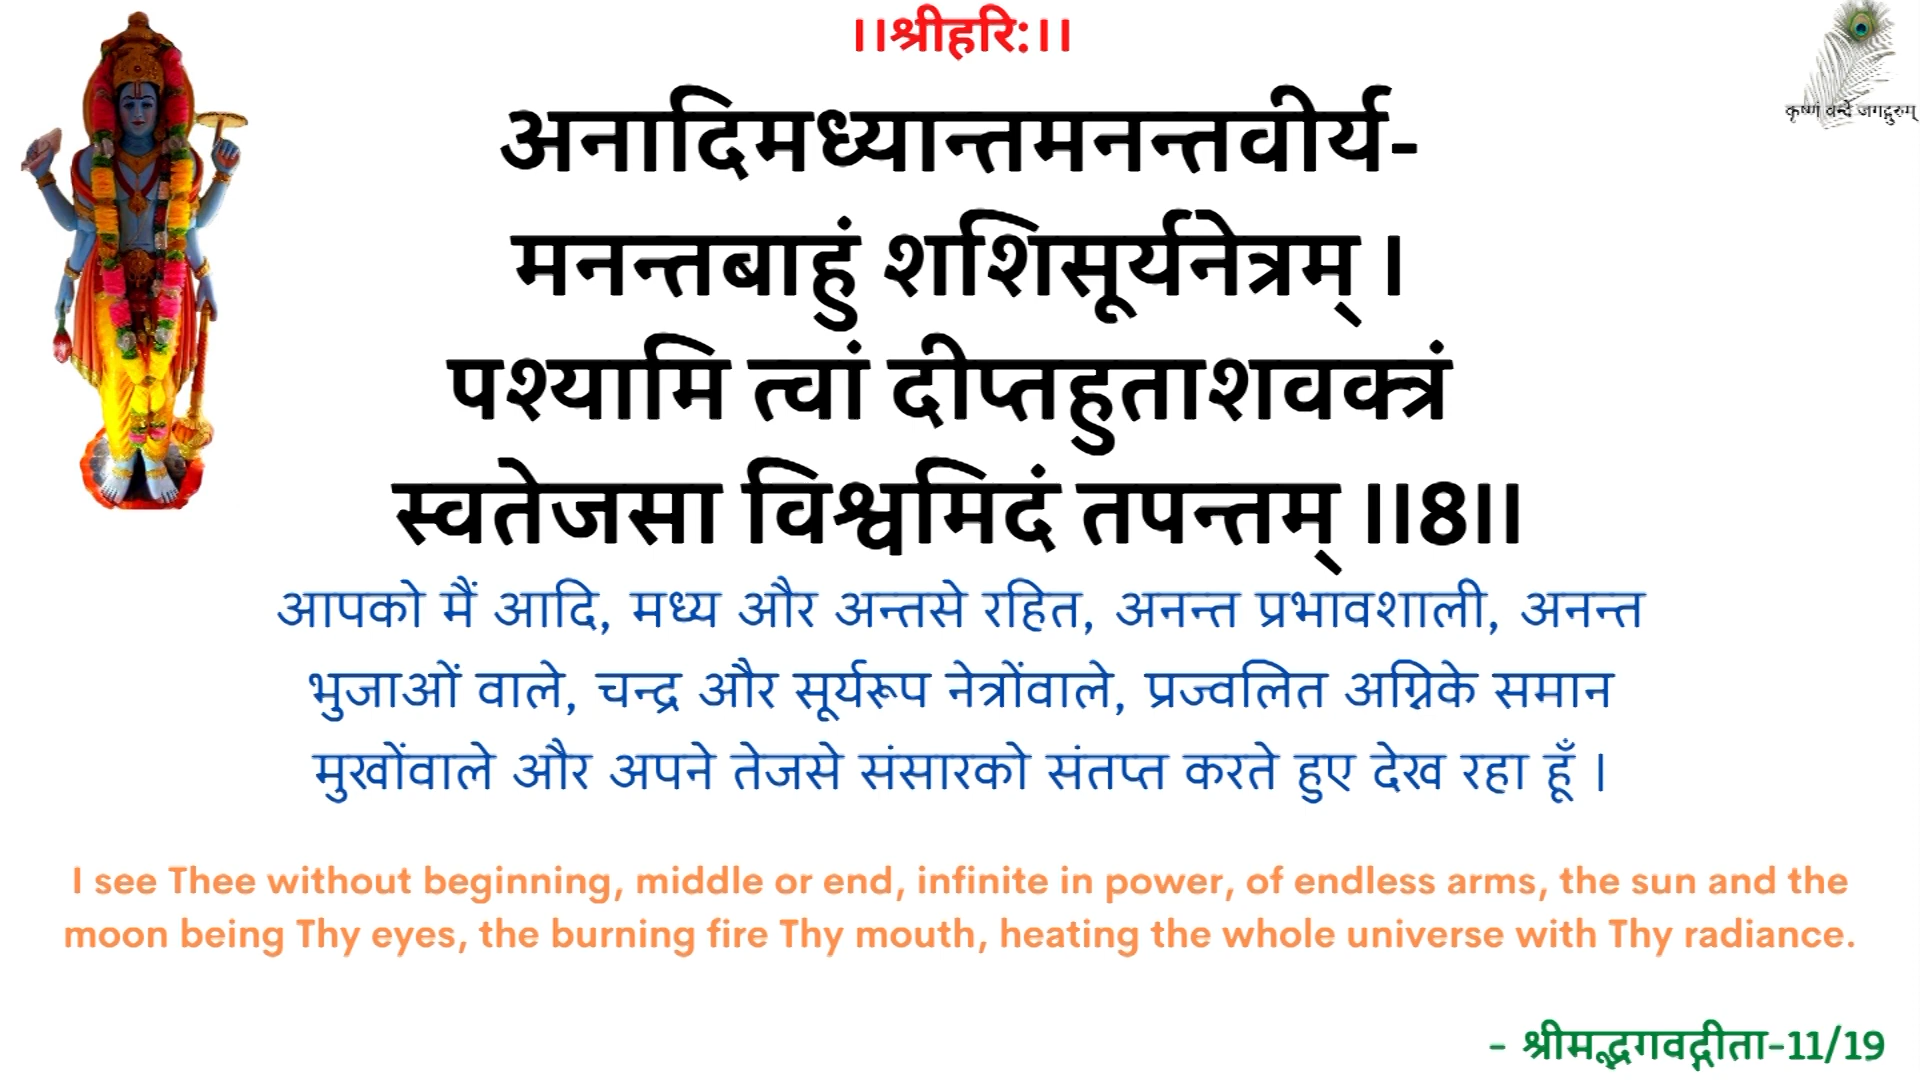 ।।श्रीहरि:।।
कृष्णं वन्दे जगद्गुरुम्
अनादिमध्यान्तमनन्तवीर्य-
मनन्तबाहुं शशिसूर्यनेत्रम् ।
पश्यामि त्वां दीप्तहुताशवक्त्रं
स्वतेजसा विश्वमिदं तपन्तम् ।।8।।
आपको मैं आदि, मध्य और अन्तसे रहित, अनन्त प्रभावशाली, अनन्त
भुजाओं वाले, चन्द्र और सूर्यरूप नेत्रोंवाले, प्रज्वलित अग्निके समान
मुखोंवाले और अपने तेजसे संसारको संतप्त करते हुए देख रहा हूँ ।
I see Thee without beginning, middle or end, infinite in power, of endless arms, the sun and the
moon being Thy eyes, the burning fire Thy mouth, heating the whole universe with Thy radiance.
- श्रीमद्भगवद्गीता-11/19